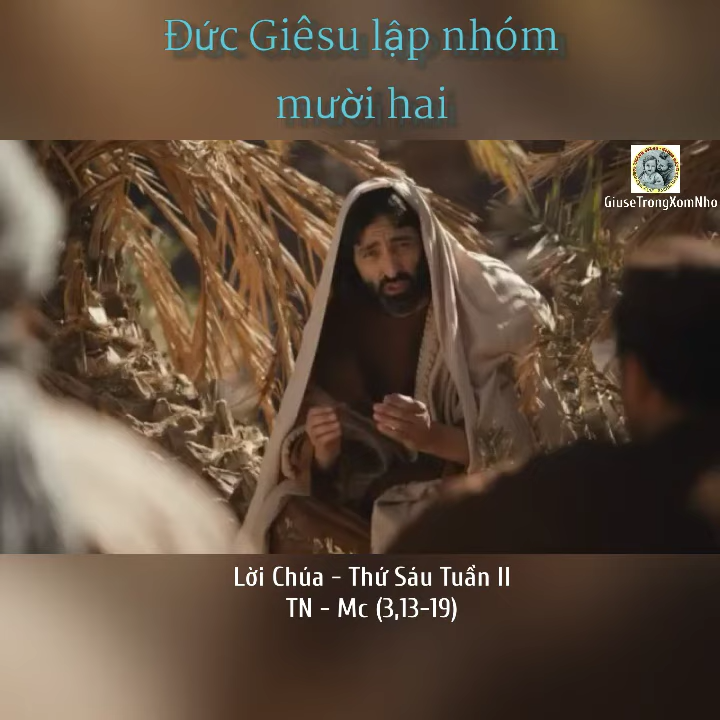 Đức Giêsu lập nhóm
mười hai
GiuseTrongXomNho
Lời Chúa - Thứ Sáu Tuần II
TN - Mc (3,13-19)